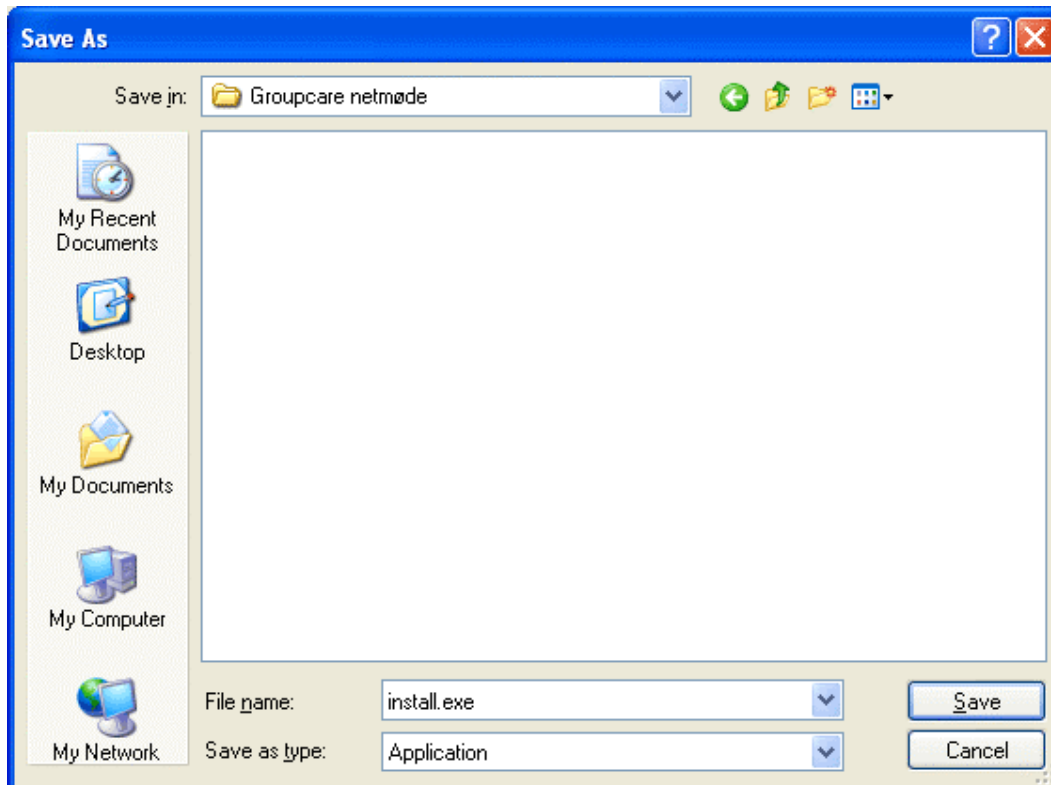 Save As
Save in: Groupcare netmøde
My Recent
Documents
Desktop
My Documents
My Computer
My Network
File name: install.exe
Save
Save as type: Application
Cancel